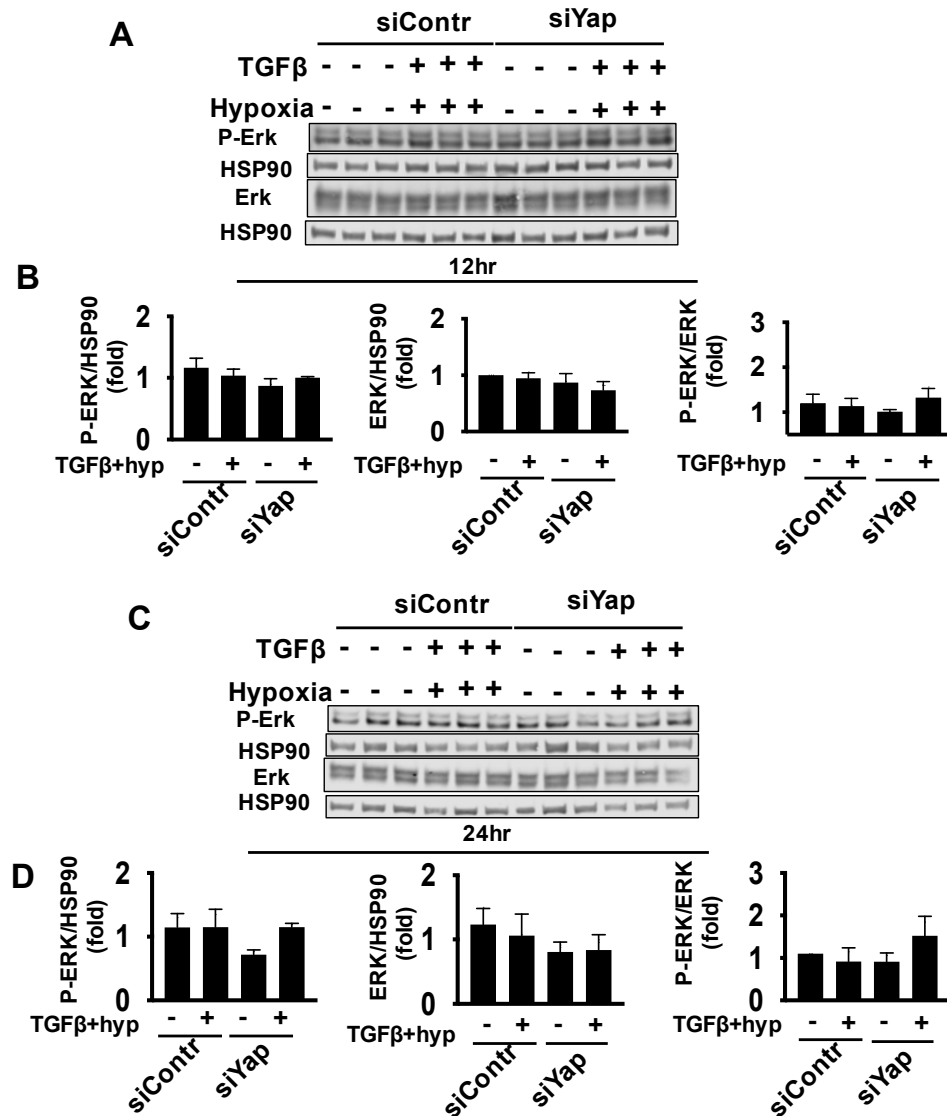 A
siContr siYap
TGFβ - - - + + + - - - + + +
Hypoxia - - - + + + - - - + + +
P-Erk
HSP90
Erk
HSP90
12hr
B
P-ERK/HSP90
(fold)
2
1
0
TGFβ+hyp - + - +
siContr siYap
ERK/HSP90
(fold)
2
1
0
TGFβ+hyp - + - +
siContr siYap
P-ERK/ERK
(fold)
3
2
1
TGFβ+hyp - + - +
siContr siYap
C
siContr siYap
TGFβ - - - + + + - - - + + +
Hypoxia - - - + + + - - - + + +
P-Erk
HSP90
Erk
HSP90
24hr
D
P-ERK/HSP90
(fold)
2
1
0
TGFβ+hyp - + - +
siContr siYap
ERK/HSP90
(fold)
2
1
0
TGFβ+hyp - + - +
siContr siYap
P-ERK/ERK
(fold)
3
2
1
0
TGFβ+hyp - + - +
siContr siYap